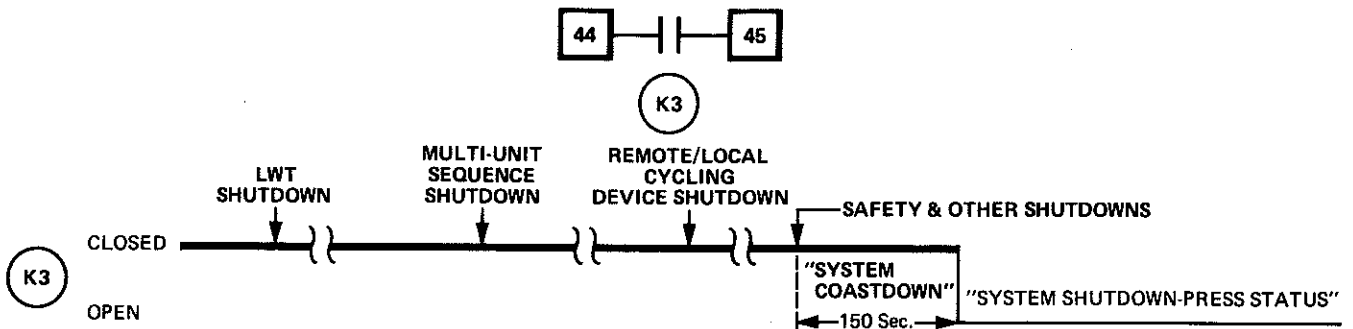 44
45
K3
LWT
SHUTDOWN
MULTI-UNIT
SEQUENCE
SHUTDOWN
REMOTE/LOCAL
CYCLING
DEVICE SHUTDOWN
SAFETY & OTHER SHUTDOWNS
K3
CLOSED
OPEN
"SYSTEM
COASTDOWN"
150 Sec.
"SYSTEM SHUTDOWN-PRESS STATUS"